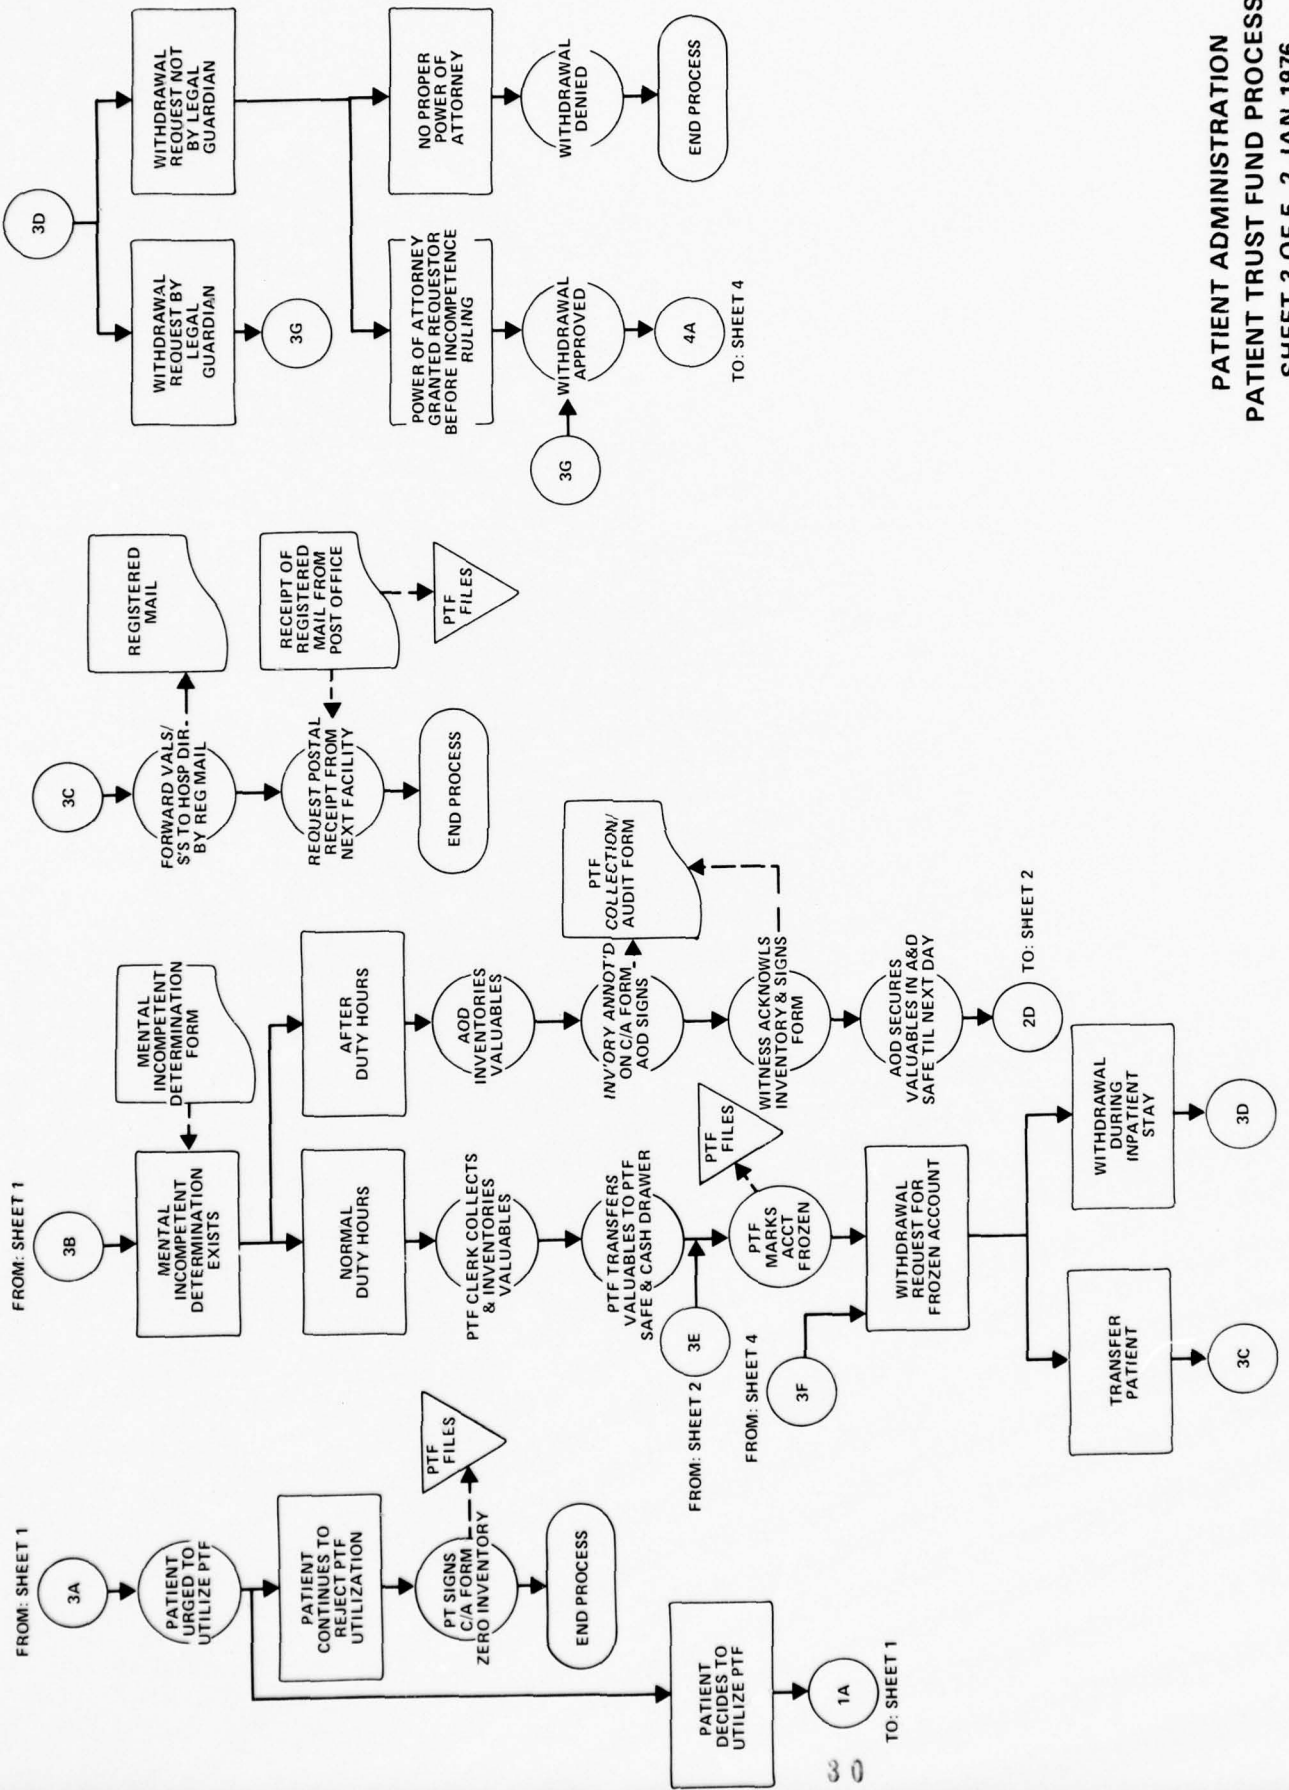 FROM: SHEET 1
3A
PATIENT
URGED TO
UTILIZE PTF
PATIENT
CONTINUES TO
REJECT PTF
UTILIZATION
PT SIGNS
C/A FORM
ZERO INVENTORY
PTF
FILES
END PROCESS
PATIENT
DECIDES TO
UTILIZE PTF
1A
TO: SHEET 1
FROM: SHEET 1
3B
MENTAL
INCOMPETENT
DETERMINATION
EXISTS
MENTAL
INCOMPETENT
DETERMINATION
FORM
NORMAL
DUTY HOURS
AFTER
DUTY HOURS
PTF CLERK COLLECTS
& INVENTORIES
VALUABLES
AOD
INVENTORIES
VALUABLES
PTF TRANSFERS
VALUABLES TO PTF
SAFE & CASH DRAWER
INV'ORY ANNOT'D
ON C/A FORM
AOD SIGNS
PTF
COLLECTION/
AUDIT FORM
FROM: SHEET 2
3E
PTF
MARKS
ACCT
FROZEN
PTF
FILES
WITNESS ACKNOWLS
INVENTORY & SIGNS
FORM
FROM: SHEET 4
3F
WITHDRAWAL
REQUEST FOR
FROZEN ACCOUNT
AOD SECURES
VALUABLES IN A&D
SAFE TIL NEXT DAY
2D
TO: SHEET 2
TRANSFER
PATIENT
3C
WITHDRAWAL
DURING
INPATIENT
STAY
3D
3C
FORWARD VALS/
S'S TO HOSP DIR.
BY REG MAIL
REGISTERED
MAIL
REQUEST POSTAL
RECEIPT FROM
NEXT FACILITY
RECEIPT OF
REGISTERED
MAIL FROM
POST OFFICE
PTF
FILES
END PROCESS
3D
WITHDRAWAL
REQUEST BY
LEGAL
GUARDIAN
3G
WITHDRAWAL
REQUEST NOT
BY LEGAL
GUARDIAN
POWER OF ATTORNEY
GRANTED REQUESTOR
BEFORE INCOMPETENCE
RULING
NO PROPER
POWER OF
ATTORNEY
3G
WITHDRAWAL
APPROVED
WITHDRAWAL
DENIED
4A
TO: SHEET 4
END PROCESS
PATIENT ADMINISTRATION
PATIENT TRUST FUND PROCESS
SHEET 3 OF 5, 2 JAN 1976
30